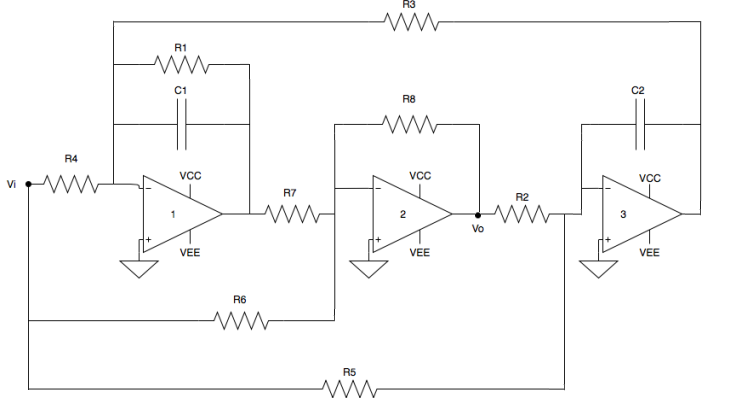 R3
R1
C1
R8
C2
R4
VCC
VCC
VCC
Vi
R7
R2
−
−
−
1
2
3
Vo
+
+
+
VEE
VEE
VEE
R6
R5